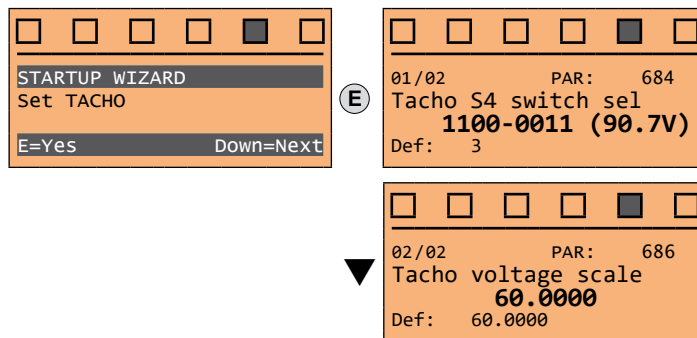 STARTUP WIZARD
Set TACHO
E=Yes Down=Next
E
01/02 PAR: 684
Tacho S4 switch sel
1100-0011 (90.7V)
Def: 3
02/02 PAR: 686
Tacho voltage scale
60.0000
Def: 60.0000